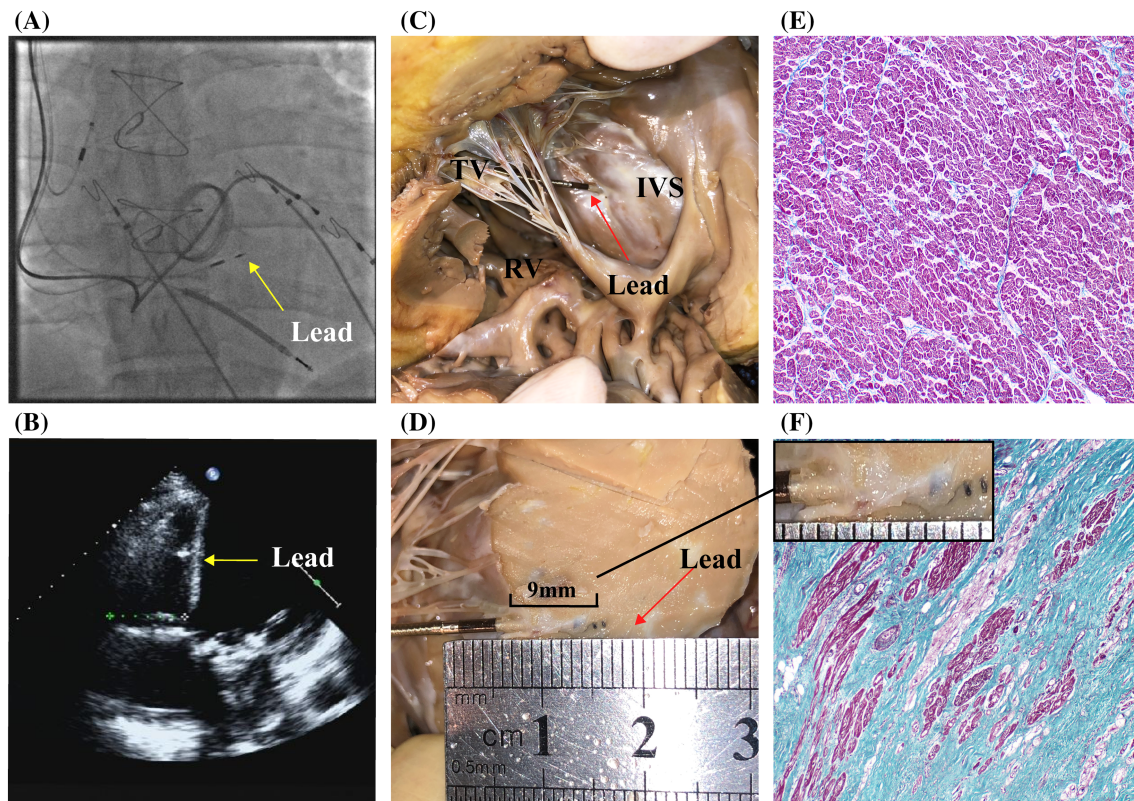 (A)
(C)
(E)
TV
IVS
RV
Lead
Lead
(B)
(D)
(F)
Lead
Lead
9mm
mm
cm 1 2 3
0.5mm